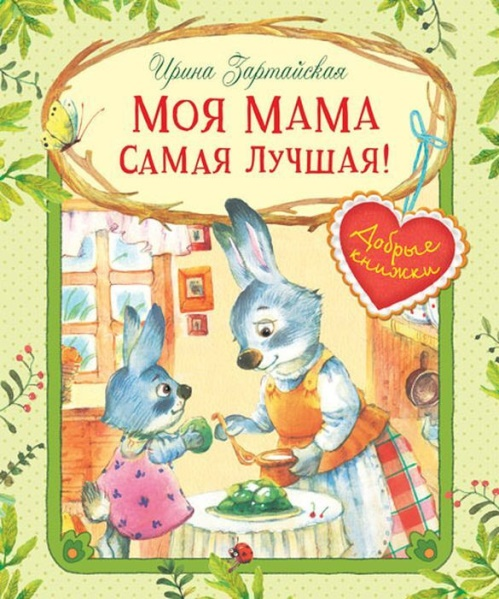 Ирина Зартайская
Моя Мама
Самая Лучшая!
Добрые
книжки